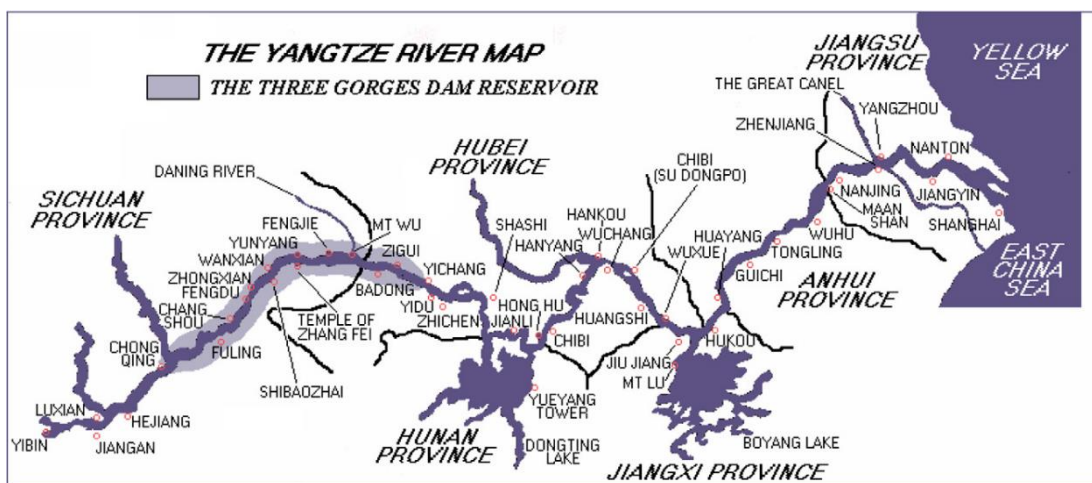 THE YANGTZE RIVER MAP
THE THREE GORGES DAM RESERVOIR
JIANGSU
PROVINCE
YELLOW
SEA
THE GREAT CANEL
YANGZHOU
ZHENJIANG
NANTON
HUBEI
PROVINCE
CHIBI
(SU DONGPO)
DANING RIVER
SICHUAN
PROVINCE
NANJING
JIANGYIN
MAAN
SHAN
SHANGHAI
HANKOU
SHASHI
WUCHANG
HANYANG
FENGJIE
MT WU
YUNYANG
ZIGUI
WUXUE
HUAYANG
WUHU
TONGLING
EAST
CHINA
SEA
WANXIAN
ZHONGXIAN
FENGDU
BADONG
YICHANG
GUICHI
ANHUI
PROVINCE
CHANG
SHOU
YIDU
HONG HU
ZHICHEN
JIANLI
HUANGSHI
TEMPLE OF
ZHANG FEI
CHIBI
HUKOU
CHONG
QING
FULING
JIU JIANG
MT LU
SHIBAOZHAI
YUEYANG
TOWER
LUXIAN
HEJIANG
YIBIN
JIANGAN
HUNAN
PROVINCE
DONGTING
LAKE
BOYANG LAKE
JIANGXI PROVINCE